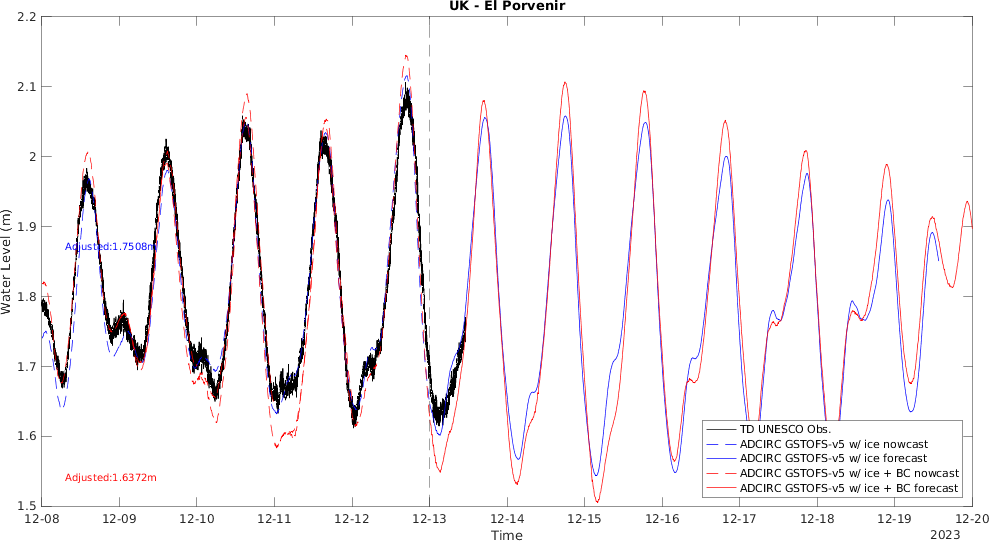 UK - El Porvenir
2.2
2.1
2
1.9
1.8
1.7
1.6
1.5
Water Level (m)
Adjusted:1.7508m
Adjusted:1.6372m
TD UNESCO Obs.
ADCIRC GSTOFS-v5 w/ ice nowcast
ADCIRC GSTOFS-v5 w/ ice forecast
ADCIRC GSTOFS-v5 w/ ice + BC nowcast
ADCIRC GSTOFS-v5 w/ ice + BC forecast
12-08 12-09 12-10 12-11 12-12 12-13 12-14 12-15 12-16 12-17 12-18 12-19 12-20
Time
2023